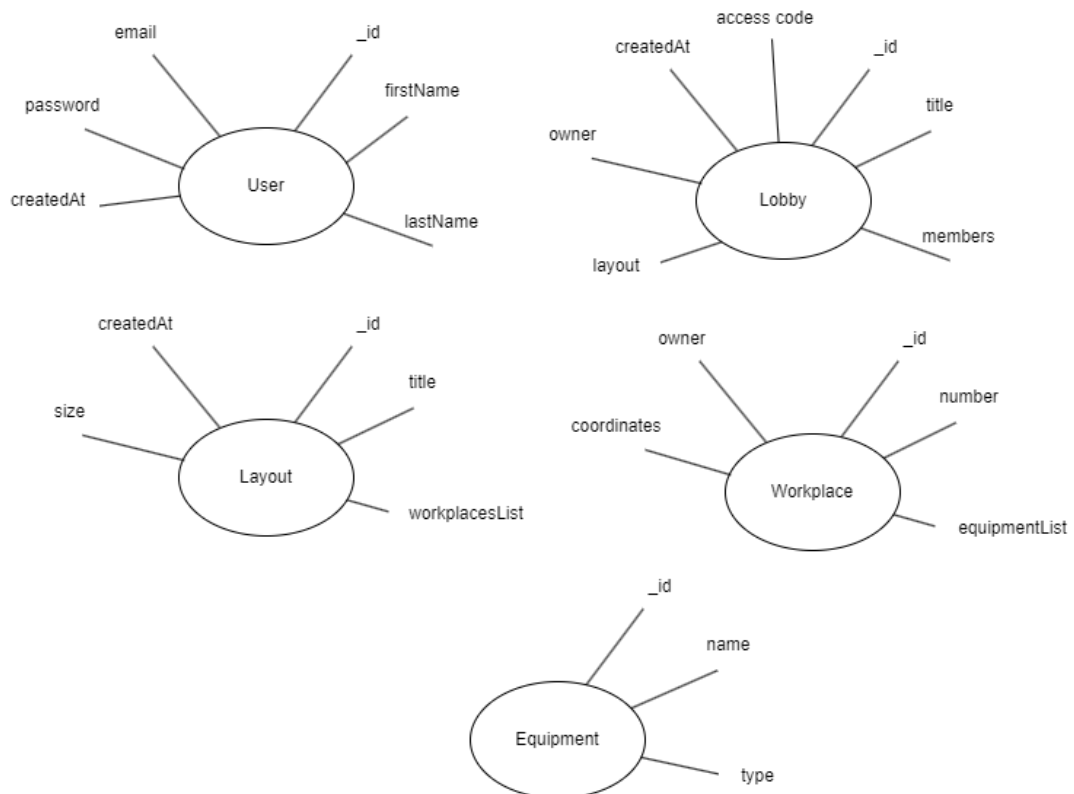 email
_id
firstName
password
createdAt
lastName
User
access code
createdAt
_id
title
owner
members
layout
Lobby
createdAt
_id
title
size
workplacesList
Layout
owner
_id
number
coordinates
equipmentList
Workplace
_id
name
type
Equipment